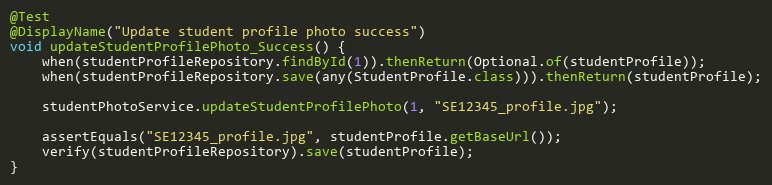 @Test
@DisplayName("Update student profile photo success")
void updateStudentProfilePhoto_Success() {
    when(studentProfileRepository.findById(1)).thenReturn(Optional.of(studentProfile));
    when(studentProfileRepository.save(any(StudentProfile.class))).thenReturn(studentProfile);

    studentPhotoService.updateStudentProfilePhoto(1, "SE12345_profile.jpg");

    assertEquals("SE12345_profile.jpg", studentProfile.getBaseUrl());
    verify(studentProfileRepository).save(studentProfile);
}